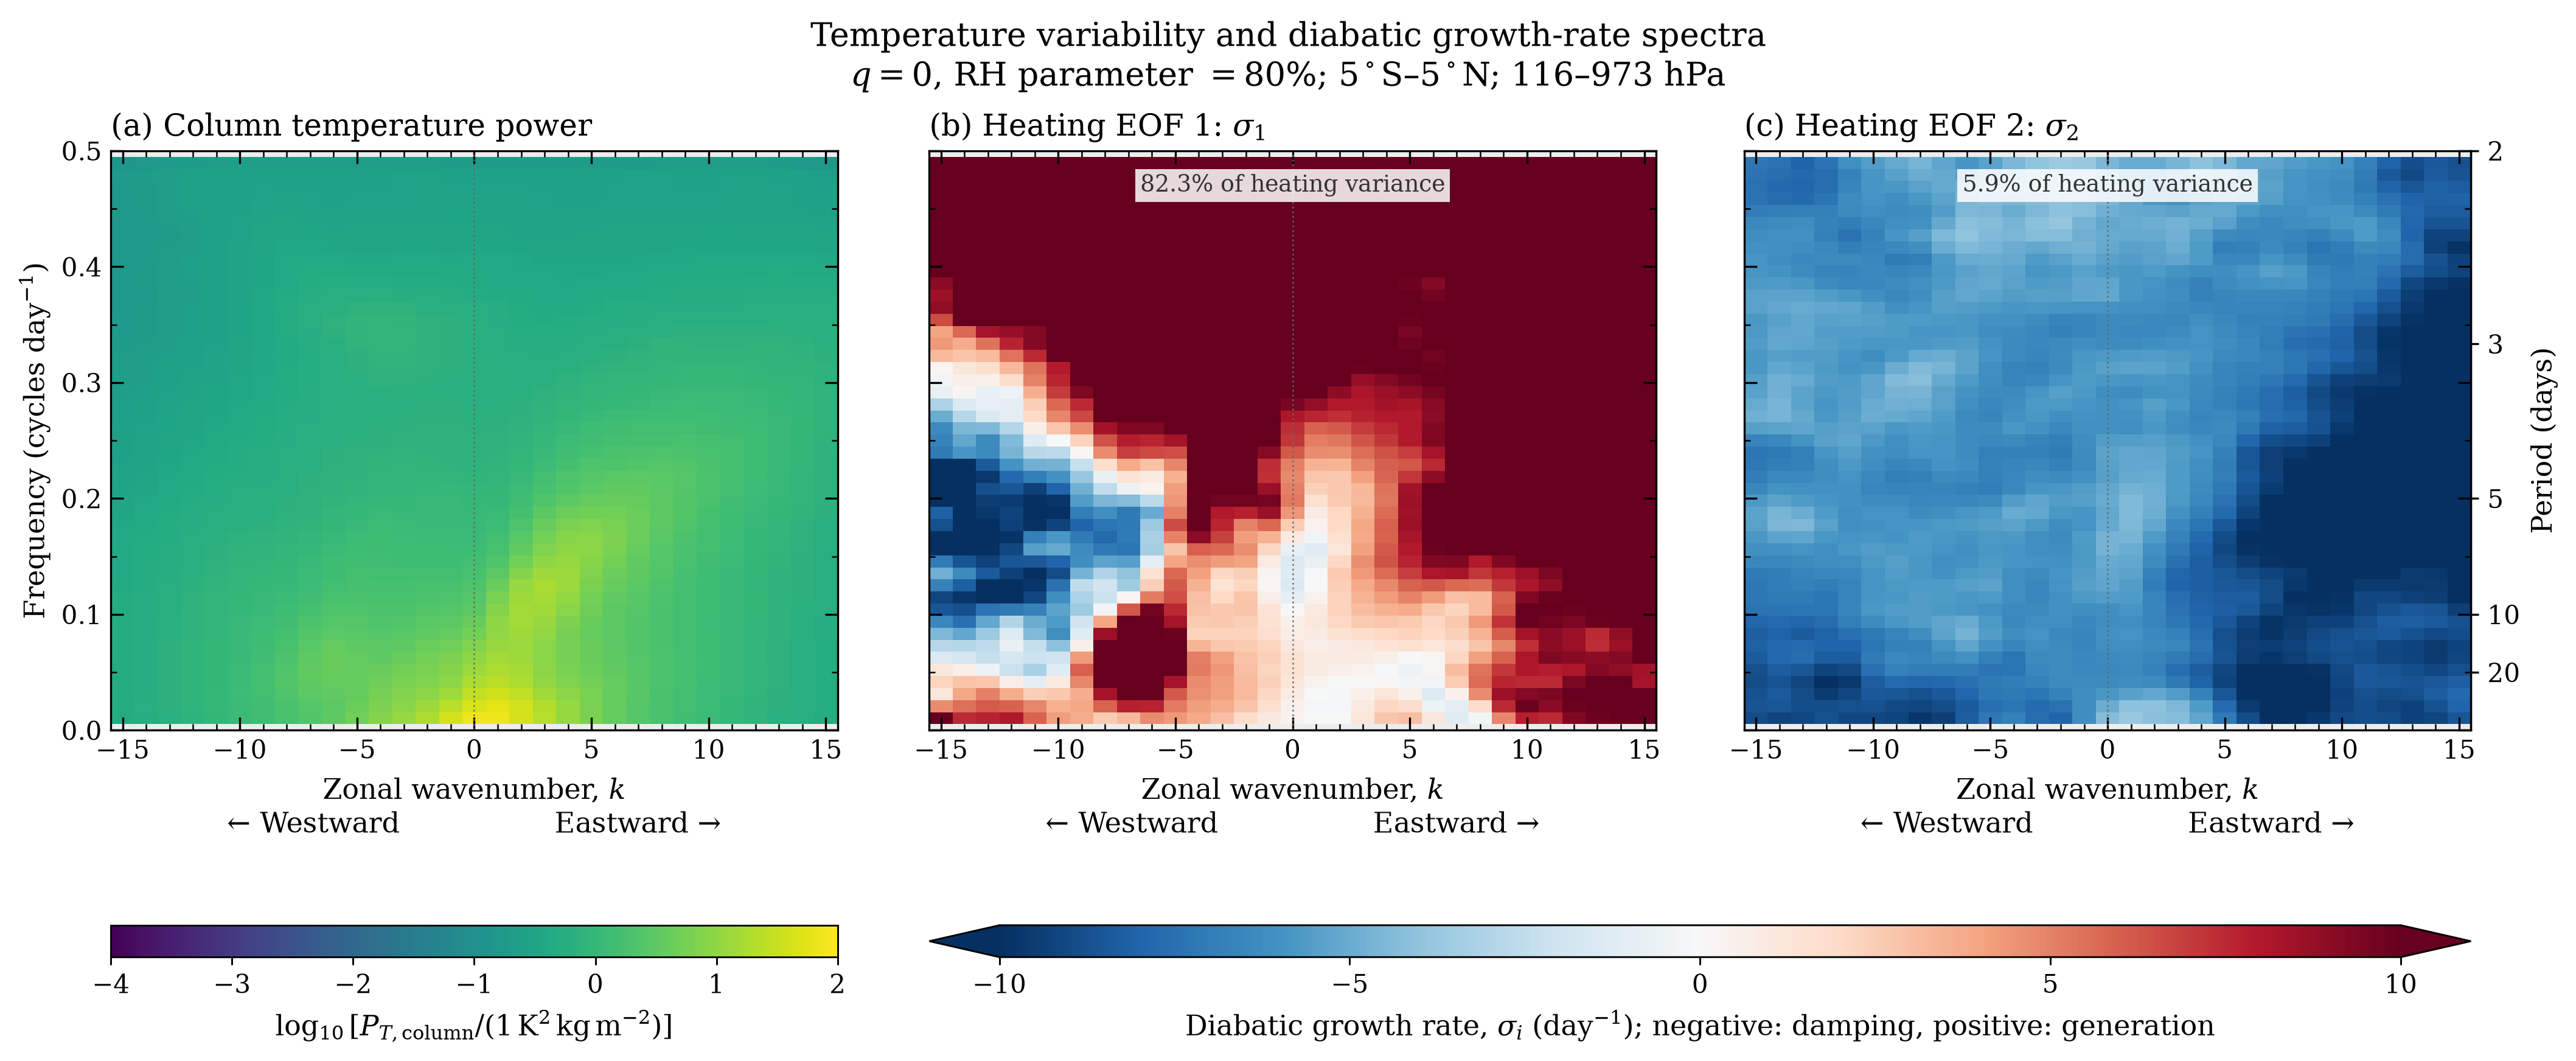 Temperature variability and diabatic growth-rate spectra
q = 0, RH parameter = 80%; 5°S–5°N; 116–973 hPa
(a) Column temperature power
(b) Heating EOF 1: σ₁
(c) Heating EOF 2: σ₂
82.3% of heating variance
5.9% of heating variance
Frequency (cycles day⁻¹)
0.5
0.4
0.3
0.2
0.1
0.0
2
3
5
10
20
Period (days)
−15 −10 −5 0 5 10 15
−15 −10 −5 0 5 10 15
−15 −10 −5 0 5 10 15
Zonal wavenumber, k
← Westward Eastward →
Zonal wavenumber, k
← Westward Eastward →
Zonal wavenumber, k
← Westward Eastward →
−4 −3 −2 −1 0 1 2
log₁₀ [P_T, column/(1 K² kg m⁻²)]
−10 −5 0 5 10
Diabatic growth rate, σᵢ (day⁻¹); negative: damping, positive: generation